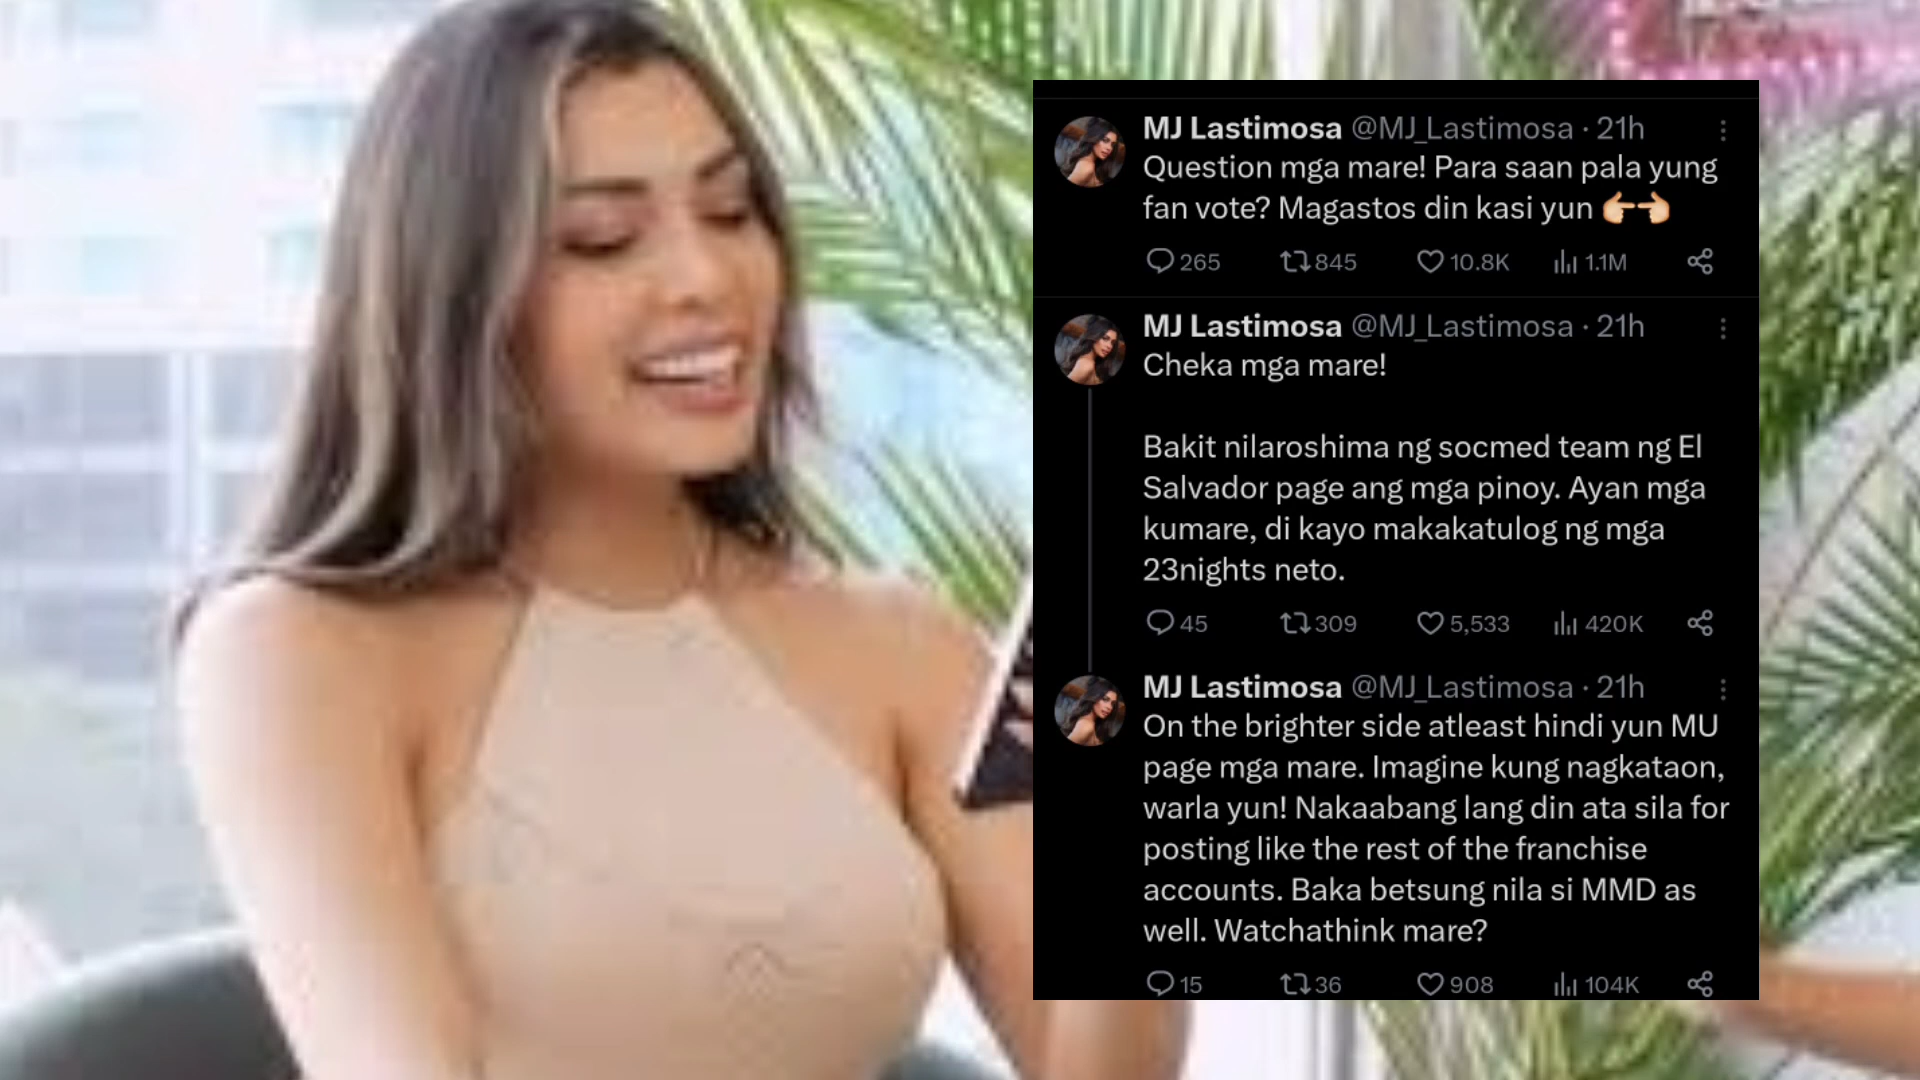 MJ Lastimosa @MJ_Lastimosa · 21h
Question mga mare! Para saan pala yung
fan vote? Magastos din kasi yun 👉🏼👈🏼
265 845 10.8K 1.1M
MJ Lastimosa @MJ_Lastimosa · 21h
Cheka mga mare!
Bakit nilaroshima ng socmed team ng El
Salvador page ang mga pinoy. Ayan mga
kumare, di kayo makakatulog ng mga
23nights neto.
45 309 5,533 420K
MJ Lastimosa @MJ_Lastimosa · 21h
On the brighter side atleast hindi yun MU
page mga mare. Imagine kung nagkataon,
warla yun! Nakaabang lang din ata sila for
posting like the rest of the franchise
accounts. Baka betsung nila si MMD as
well. Watchathink mare?
15 36 908 104K